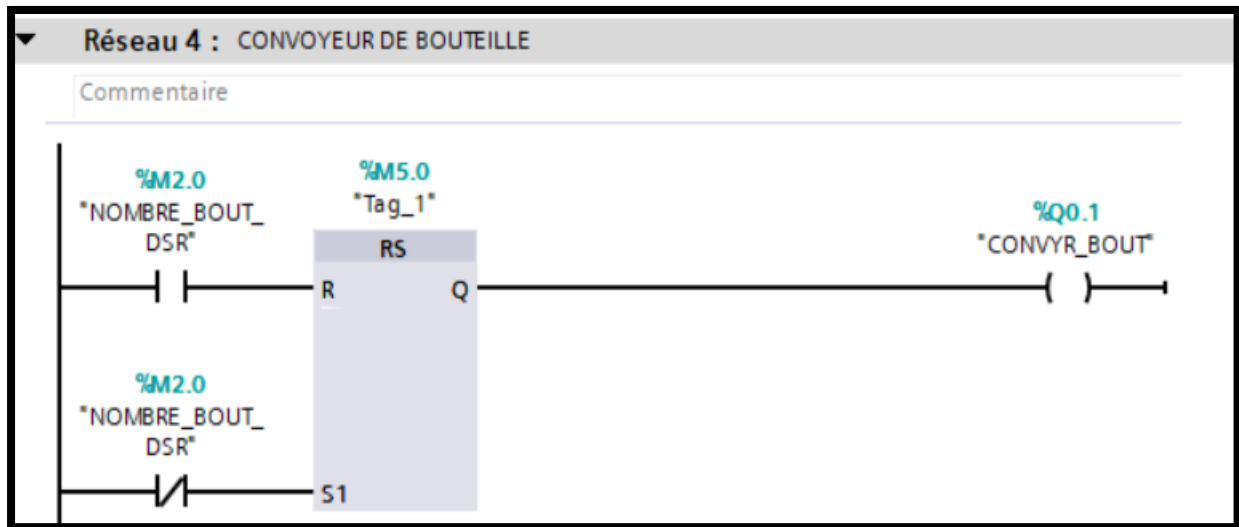 Réseau 4 : CONVOYEUR DE BOUTEILLE
Commentaire
%M2.0
"NOMBRE_BOUT_
DSR"
%M5.0
"Tag_1"
RS
R
Q
%Q0.1
"CONVYR_BOUT"
%M2.0
"NOMBRE_BOUT_
DSR"
S1